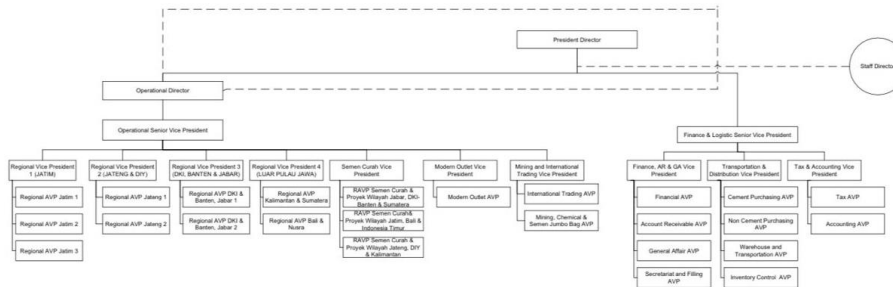 President Director
Staff Director
Operational Director
Operational Senior Vice President
Finance & Logistic Senior Vice President
Regional Vice President
1 (JATIM)
Regional Vice President
2 (JATENG & DIY)
Regional Vice President 3
(DKI, BANTEN & JABAR)
Regional Vice President 4
(LUAR PULAU JAWA)
Semen Curah Vice
President
Modern Outlet Vice
President
Mining and International
Trading Vice President
Finance, AR & GA Vice
President
Transportation &
Distribution Vice President
Tax & Accounting Vice
President
Regional AVP Jatim 1
Regional AVP Jateng 1
Regional AVP DKI &
Banten, Jabar 1
Regional AVP
Kalimantan & Sumatera
RAVP Semen Curah &
Proyek Wilayah Jabar, DKI-
Banten & Sumatera
Modern Outlet AVP
International Trading AVP
Financial AVP
Cement Purchasing AVP
Tax AVP
Regional AVP Jatim 2
Regional AVP Jateng 2
Regional AVP DKI &
Banten, Jabar 2
Regional AVP Bali &
Nusra
RAVP Semen Curah&
Proyek Wilayah Jatim, Bali &
Indonesia Timur
Mining, Chemical &
Semen Jumbo Bag AVP
Account Receivable AVP
Non Cement Purchasing
AVP
Accounting AVP
Regional AVP Jatim 3
RAVP Semen Curah &
Proyek Wilayah Jateng, DIY
& Kalimantan
General Affair AVP
Warehouse and
Transportation AVP
Secretariat and Filling
AVP
Inventory Control AVP